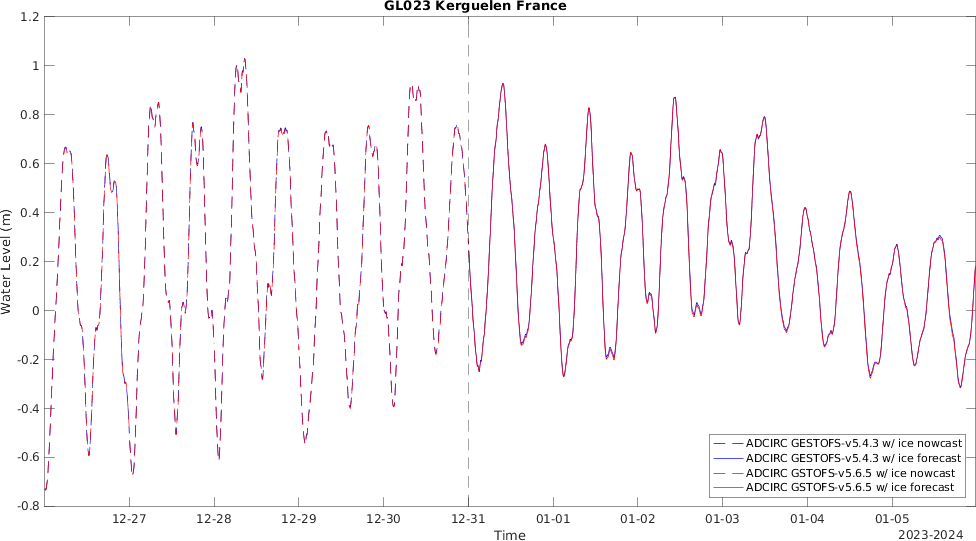 GL023 Kerguelen France
1.2
1
0.8
0.6
0.4
0.2
0
-0.2
-0.4
-0.6
-0.8
Water Level (m)
ADCIRC GESTOFS-v5.4.3 w/ ice nowcast
ADCIRC GESTOFS-v5.4.3 w/ ice forecast
ADCIRC GSTOFS-v5.6.5 w/ ice nowcast
ADCIRC GSTOFS-v5.6.5 w/ ice forecast
12-27 12-28 12-29 12-30 12-31 01-01 01-02 01-03 01-04 01-05
Time
2023-2024